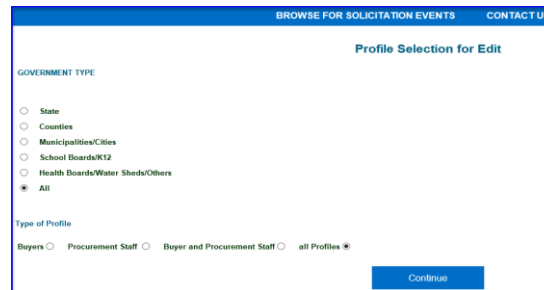 BROWSE FOR SOLICITATION EVENTS CONTACT U
Profile Selection for Edit
GOVERNMENT TYPE
State
Counties
Municipalities/Cities
School Boards/K12
Health Boards/Water Sheds/Others
All
Type of Profile
Buyers Procurement Staff Buyer and Procurement Staff all Profiles
Continue